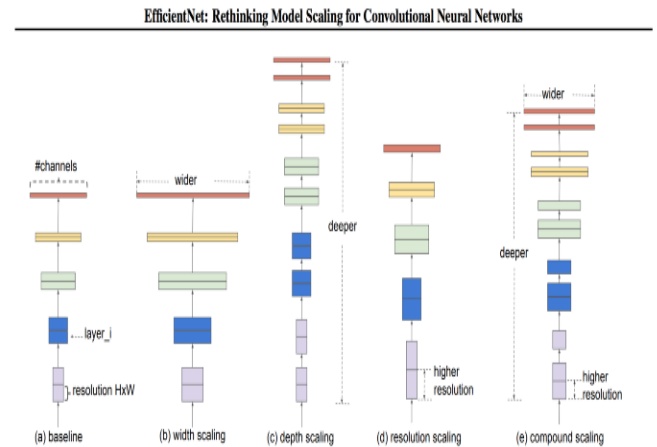 EfficientNet: Rethinking Model Scaling for Convolutional Neural Networks
#channels
layer_i
resolution HxW
(a) baseline
wider
(b) width scaling
deeper
(c) depth scaling
higher
resolution
(d) resolution scaling
wider
deeper
higher
resolution
(e) compound scaling